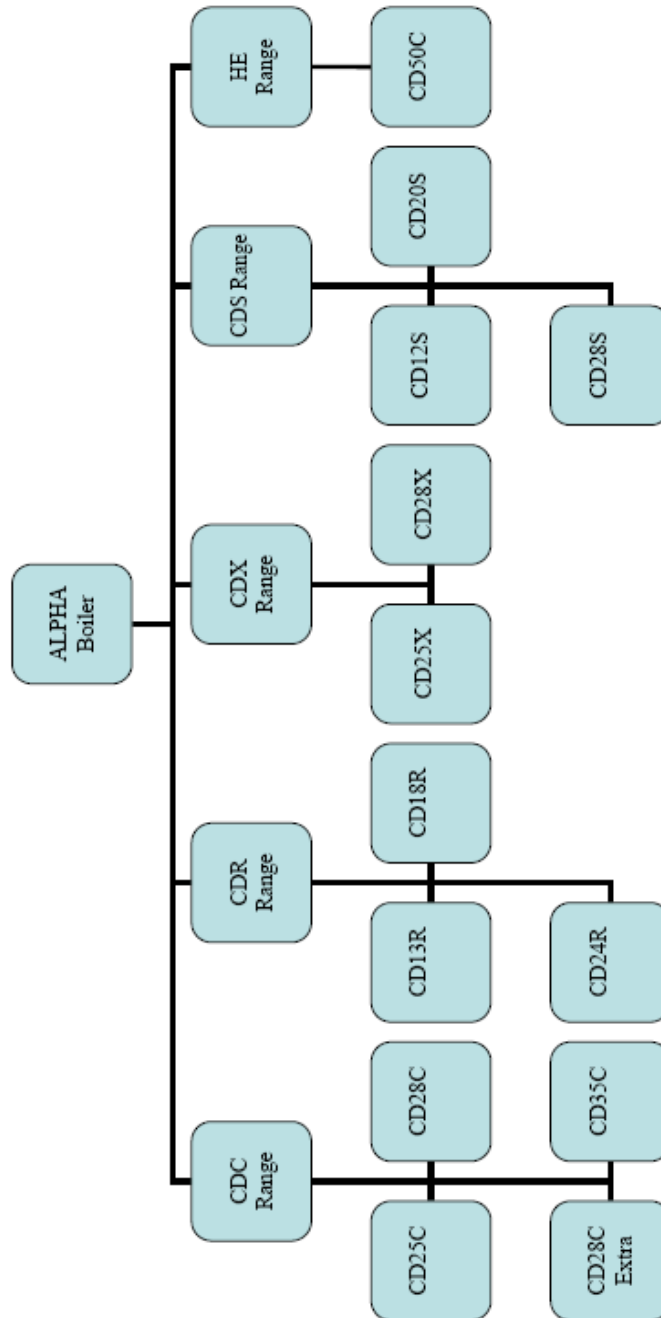 ALPHA
Boiler
CDC
Range
CDR
Range
CDX
Range
CDS Range
HE
Range
CD25C
CD28C
CD13R
CD18R
CD25X
CD28X
CD12S
CD20S
CD50C
CD28C
Extra
CD35C
CD24R
CD28S